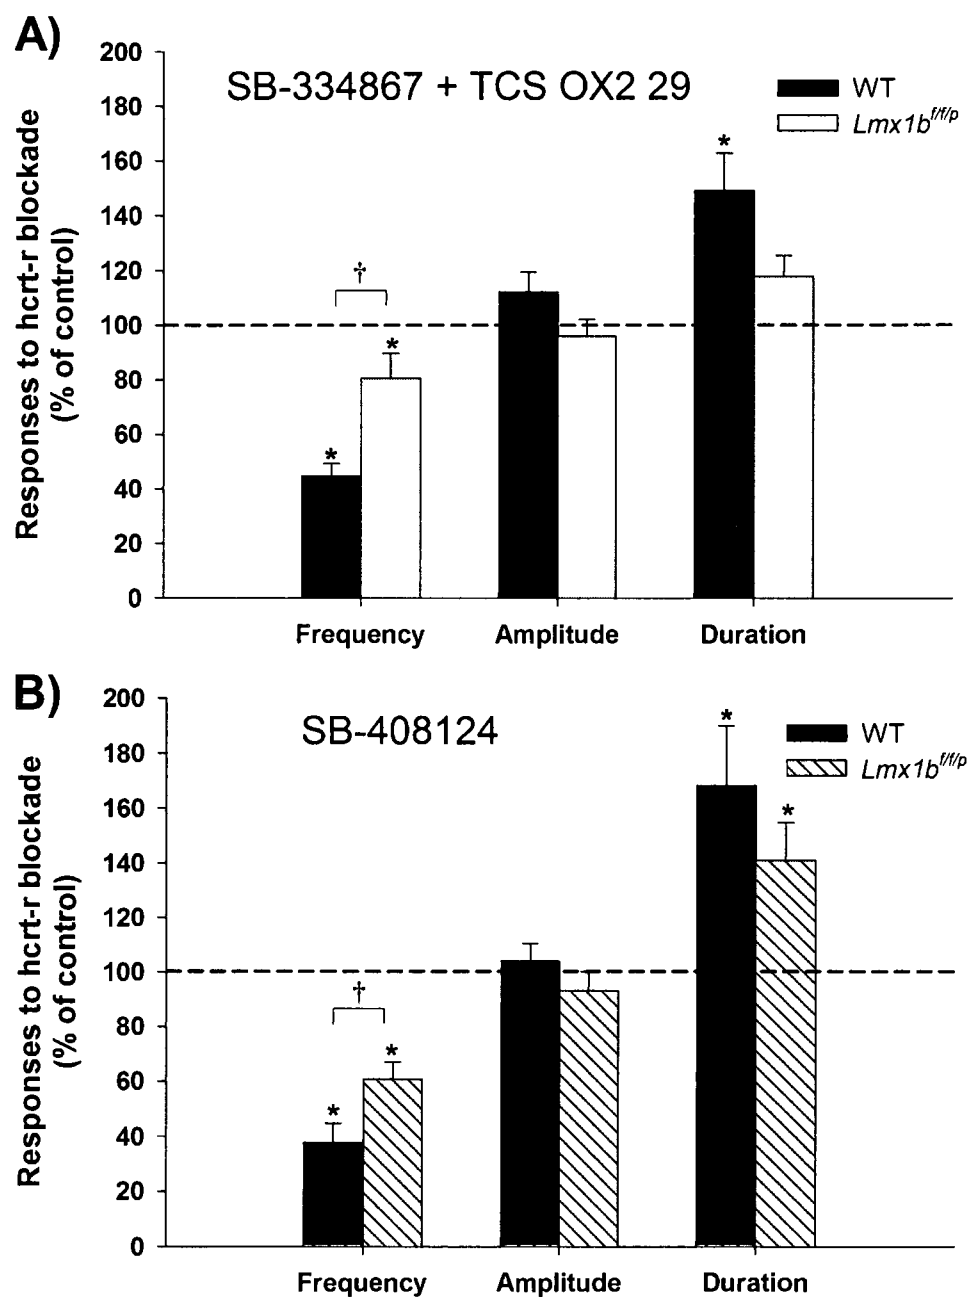 A)
SB-334867 + TCS OX2 29
WT
Lmx1b^f/f/p
Responses to hcrt-r blockade
(% of control)
200
180
160
140
120
100
80
60
40
20
0
*
†
*
*
Frequency
Amplitude
Duration
B)
SB-408124
WT
Lmx1b^f/f/p
Responses to hcrt-r blockade
(% of control)
200
180
160
140
120
100
80
60
40
20
0
*
*
†
*
*
Frequency
Amplitude
Duration